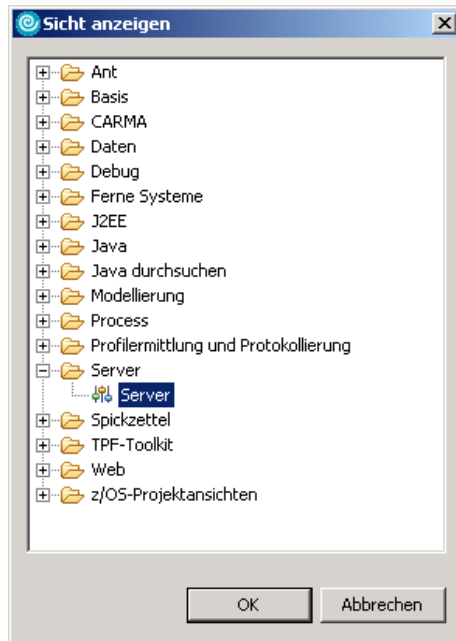 Sicht anzeigen
Ant
Basis
CARMA
Daten
Debug
Ferne Systeme
J2EE
Java
Java durchsuchen
Modellierung
Process
Profilermittlung und Protokollierung
Server
Server
Spickzettel
TPF-Toolkit
Web
z/OS-Projektansichten
OK Abbrechen